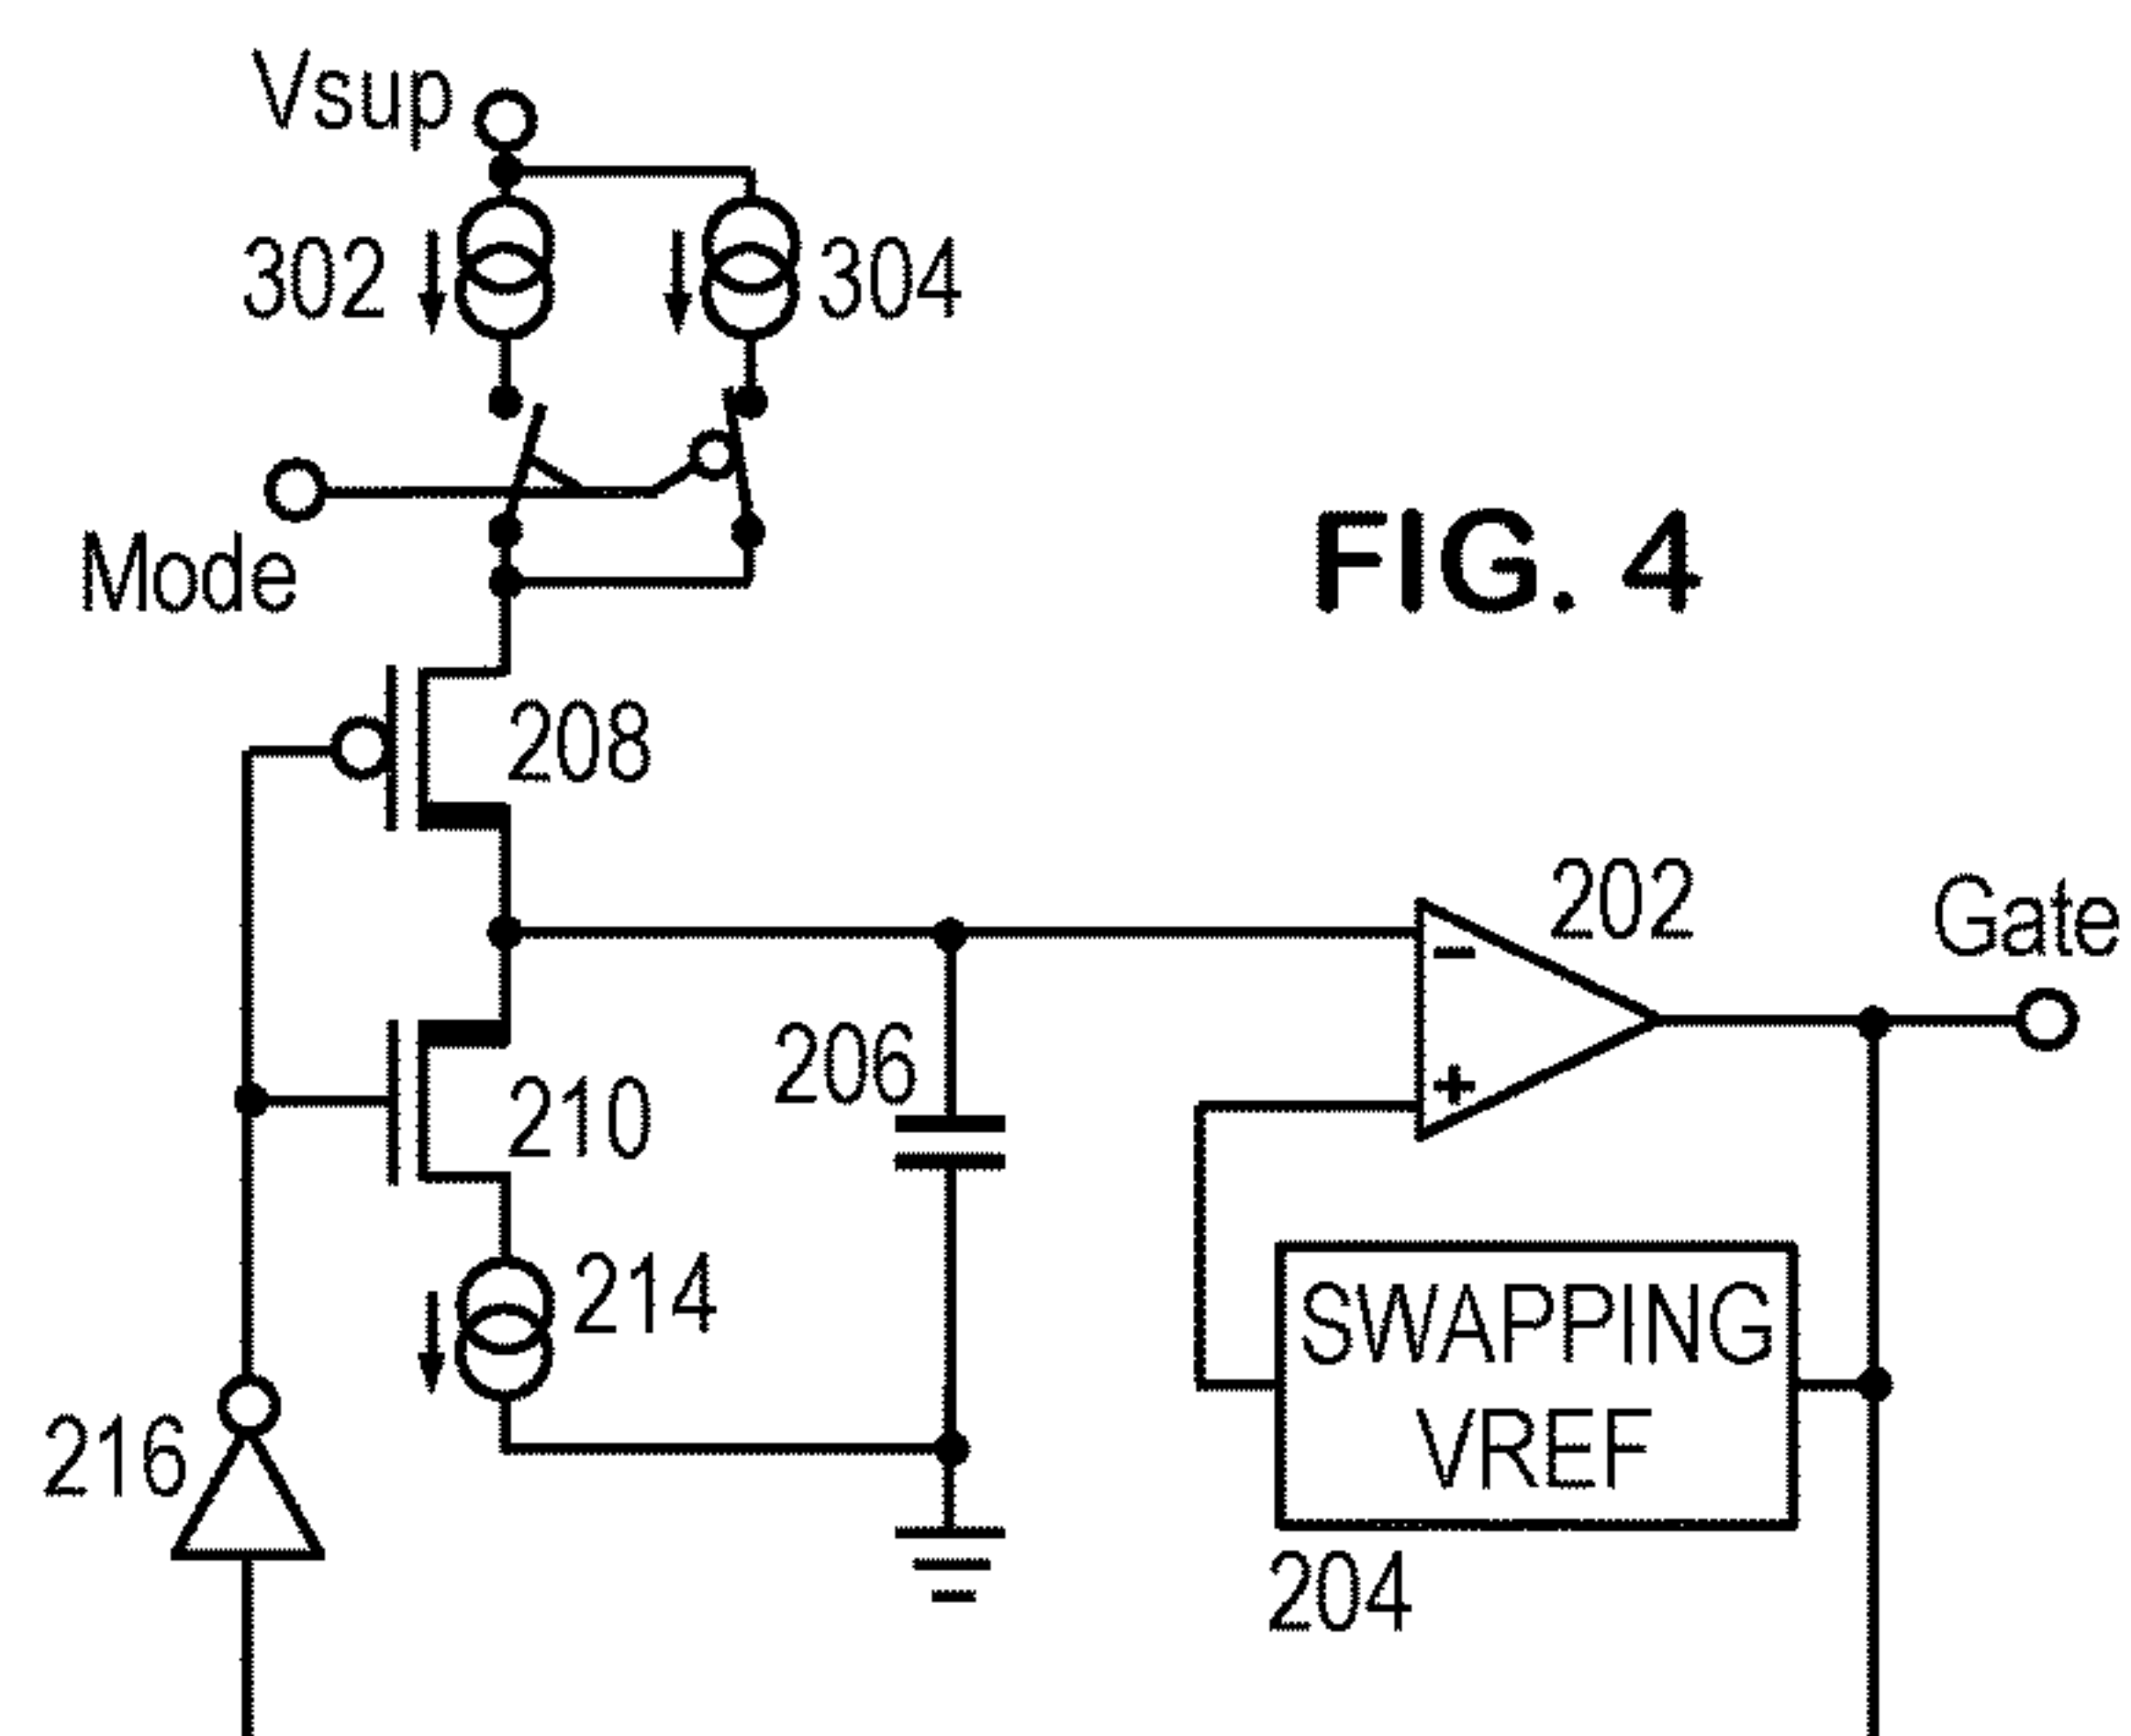 Vsup
302
304
Mode
FIG. 4
208
202
Gate
-
206
210
+
214
SWAPPING
VREF
216
204